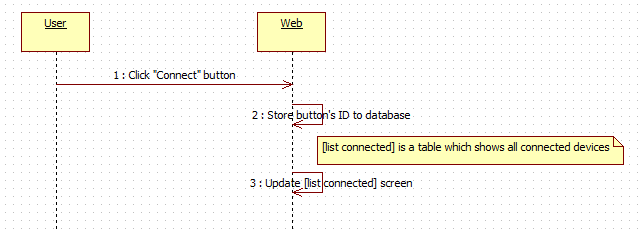 User
Web
1 : Click "Connect" button
2 : Store button's ID to database
[list connected] is a table which shows all connected devices
3 : Update [list connected] screen